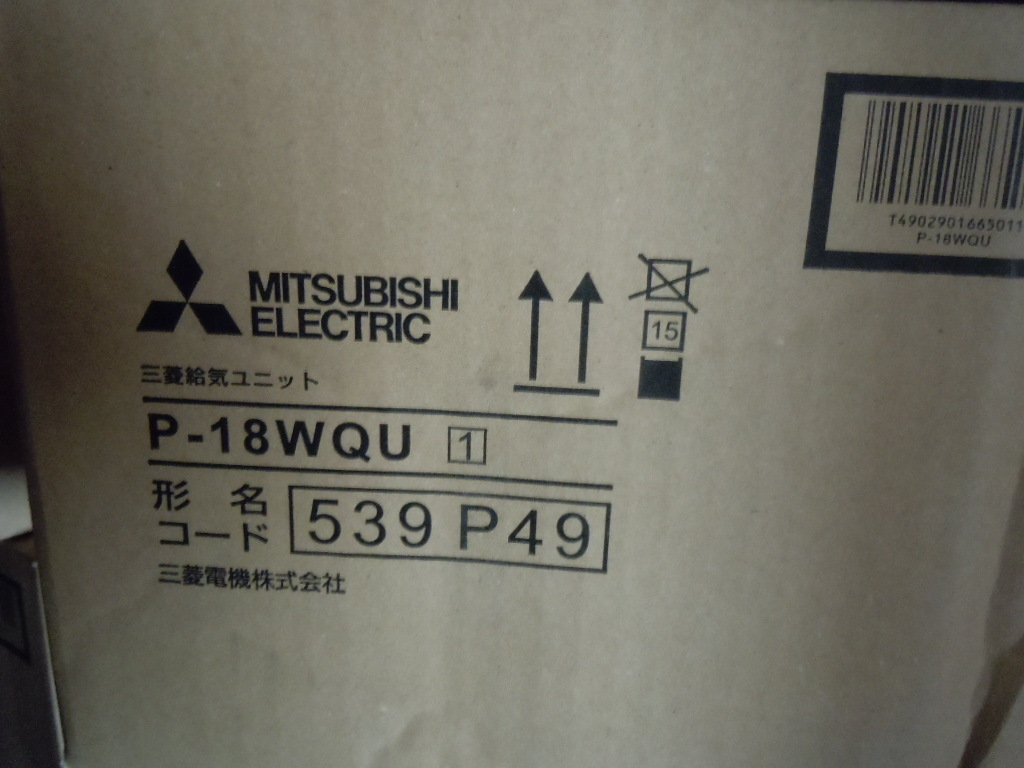 T4902901665011
P-18WQU
MITSUBISHI
ELECTRIC
15
三菱給気ユニット
P-18WQU 1
形名
コード 539 P49
三菱電機株式会社